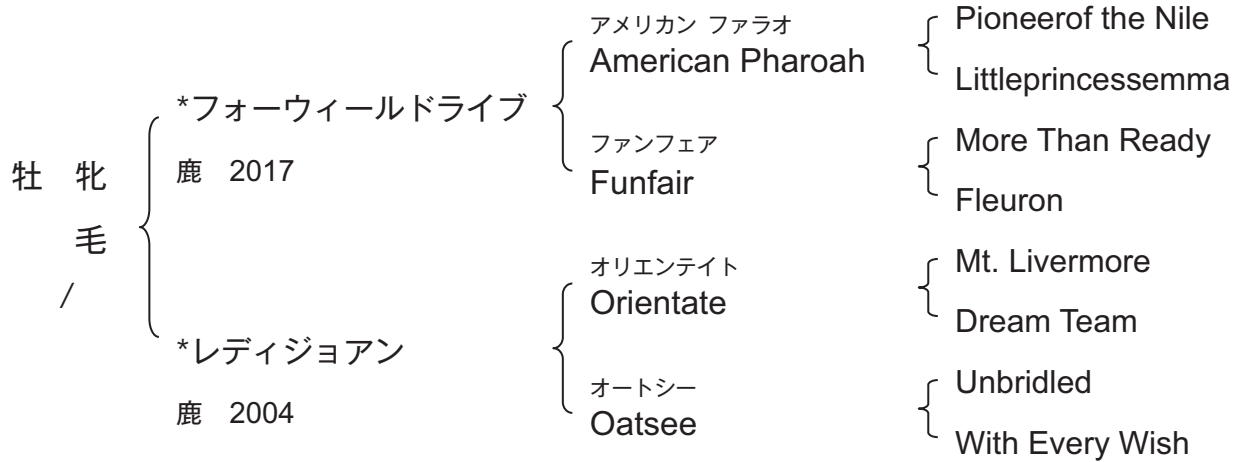 牡 牝
毛
/
*フォーウィールドライブ
鹿 2017
アメリカン ファラオ
American Pharoah
Pioneerof the Nile
Littleprincessemma
ファンフェア
Funfair
More Than Ready
Fleuron
*レディジョアン
鹿 2004
オリエンテイト
Orientate
Mt. Livermore
Dream Team
オートシー
Oatsee
Unbridled
With Every Wish